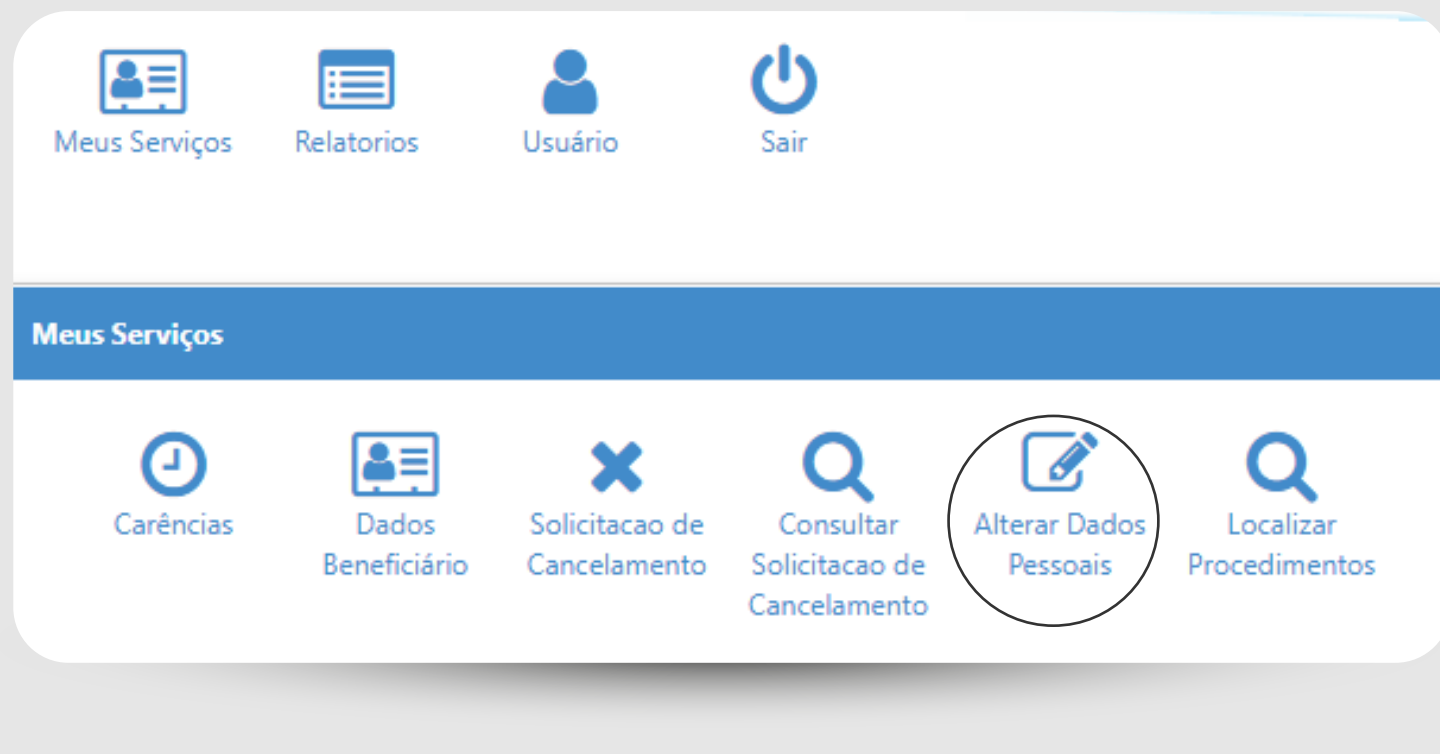 Meus Serviços
Relatorios
Usuário
Sair
Meus Serviços
Carências
Dados
Beneficiário
Solicitacao de
Cancelamento
Consultar
Solicitacao de
Cancelamento
Alterar Dados
Pessoais
Localizar
Procedimentos